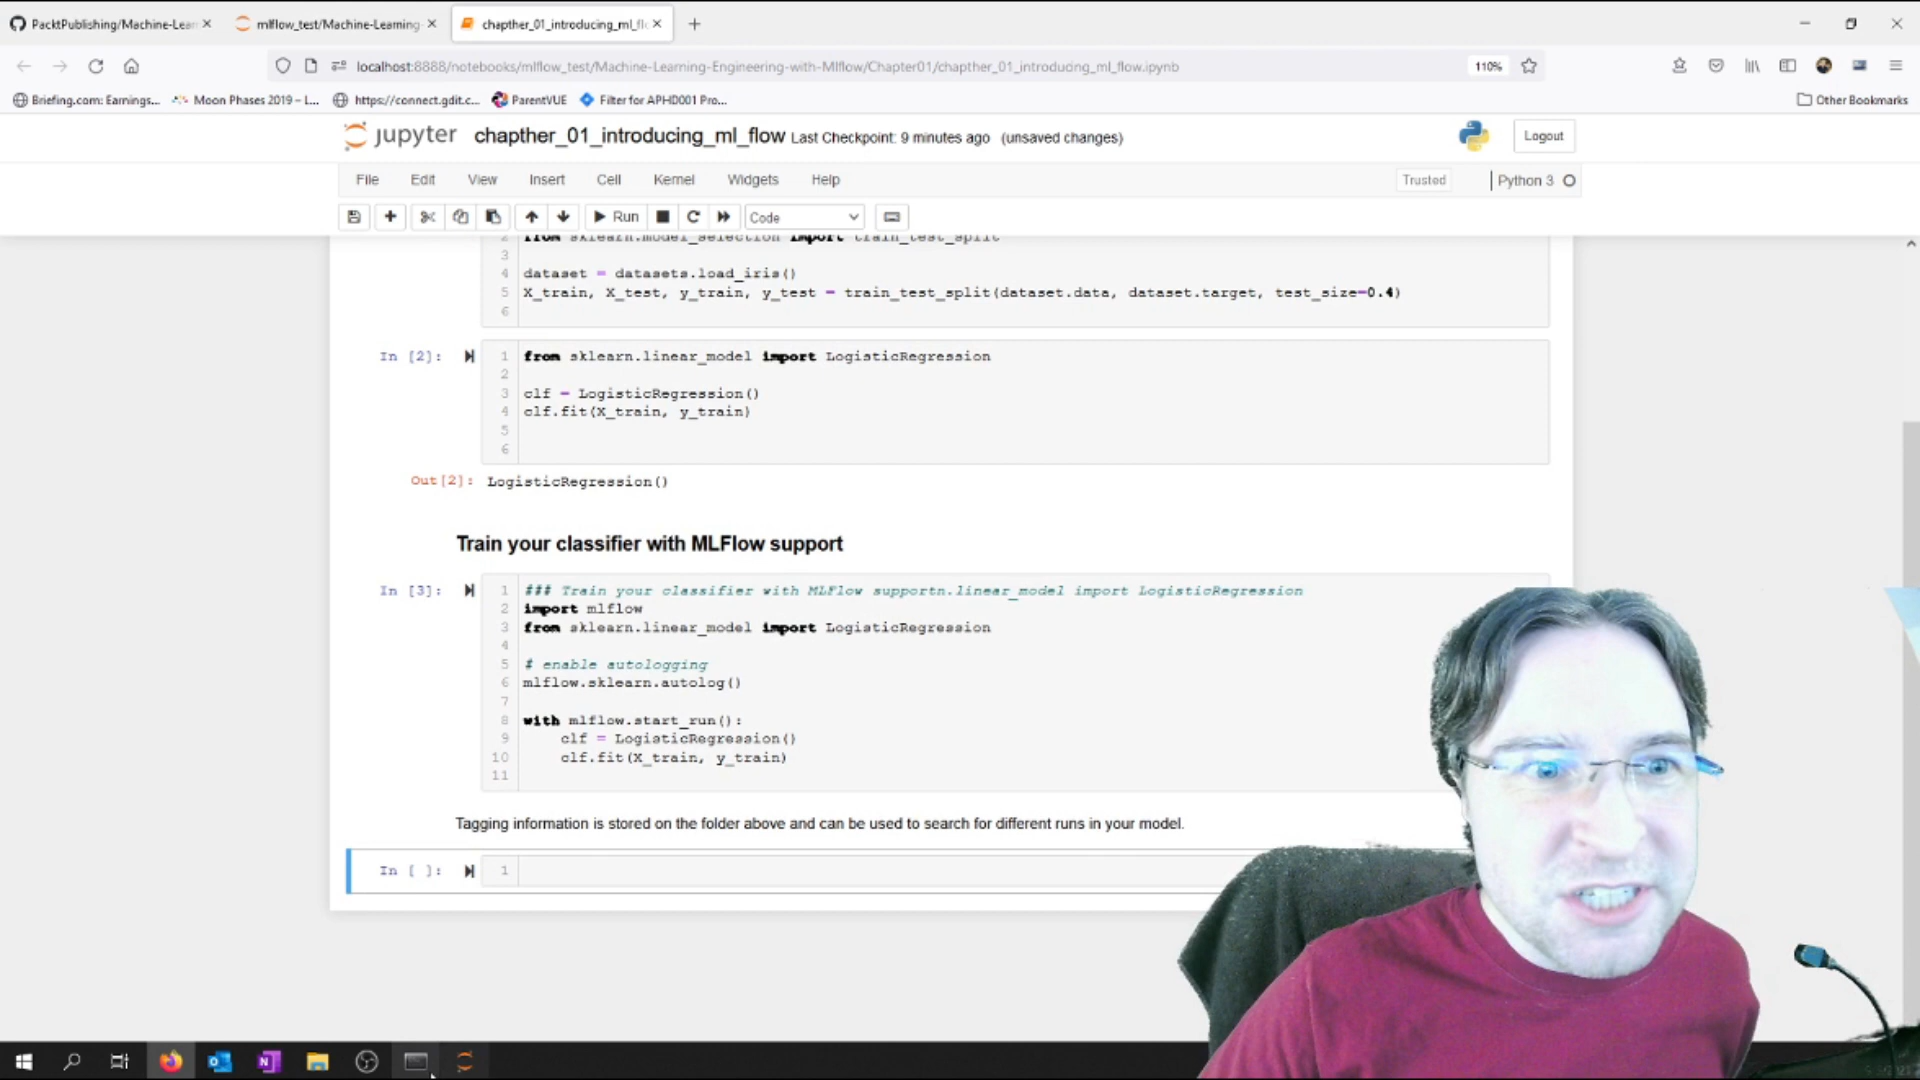 PacktPublishing/Machine-Lear
mlflow_test/Machine-Learning
chapther_01_introducing_ml_fl
localhost:8888/notebooks/mlflow_test/Machine-Learning-Engineering-with-Mlflow/Chapter01/chapther_01_introducing_ml_flow.ipynb
110%
Briefing.com: Earnings...
Moon Phases 2019 – L...
https://connect.gdit.c...
ParentVUE
Filter for APHD001 Pro...
Other Bookmarks
jupyter chapther_01_introducing_ml_flow Last Checkpoint: 9 minutes ago (unsaved changes)
Logout
File Edit View Insert Cell Kernel Widgets Help
Trusted
Python 3
Run
Code
2 from sklearn.model_selection import train_test_split
3
4 dataset = datasets.load_iris()
5 X_train, X_test, y_train, y_test = train_test_split(dataset.data, dataset.target, test_size=0.4)
6
In [2]:
1 from sklearn.linear_model import LogisticRegression
2
3 clf = LogisticRegression()
4 clf.fit(X_train, y_train)
5
6
Out[2]: LogisticRegression()
Train your classifier with MLFlow support
In [3]:
1 ### Train your classifier with MLFlow supportn.linear_model import LogisticRegression
2 import mlflow
3 from sklearn.linear_model import LogisticRegression
4
5 # enable autologging
6 mlflow.sklearn.autolog()
7
8 with mlflow.start_run():
9 clf = LogisticRegression()
10 clf.fit(X_train, y_train)
11
Tagging information is stored on the folder above and can be used to search for different runs in your model.
In [ ]:
1